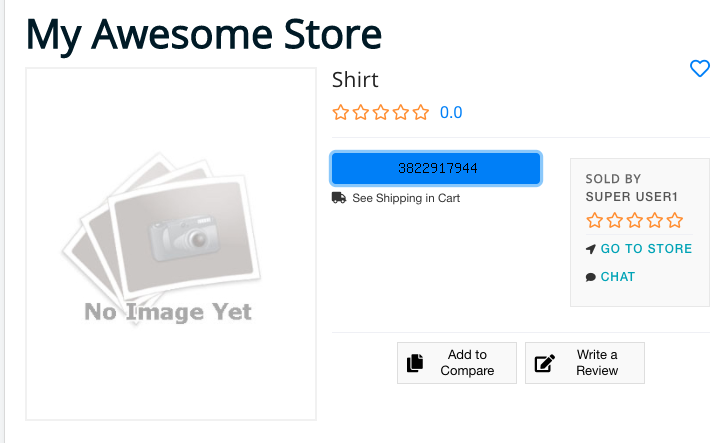 My Awesome Store
Shirt
0.0
3822917944
See Shipping in Cart
SOLD BY
SUPER USER1
GO TO STORE
CHAT
No Image Yet
Add to
Compare
Write a
Review